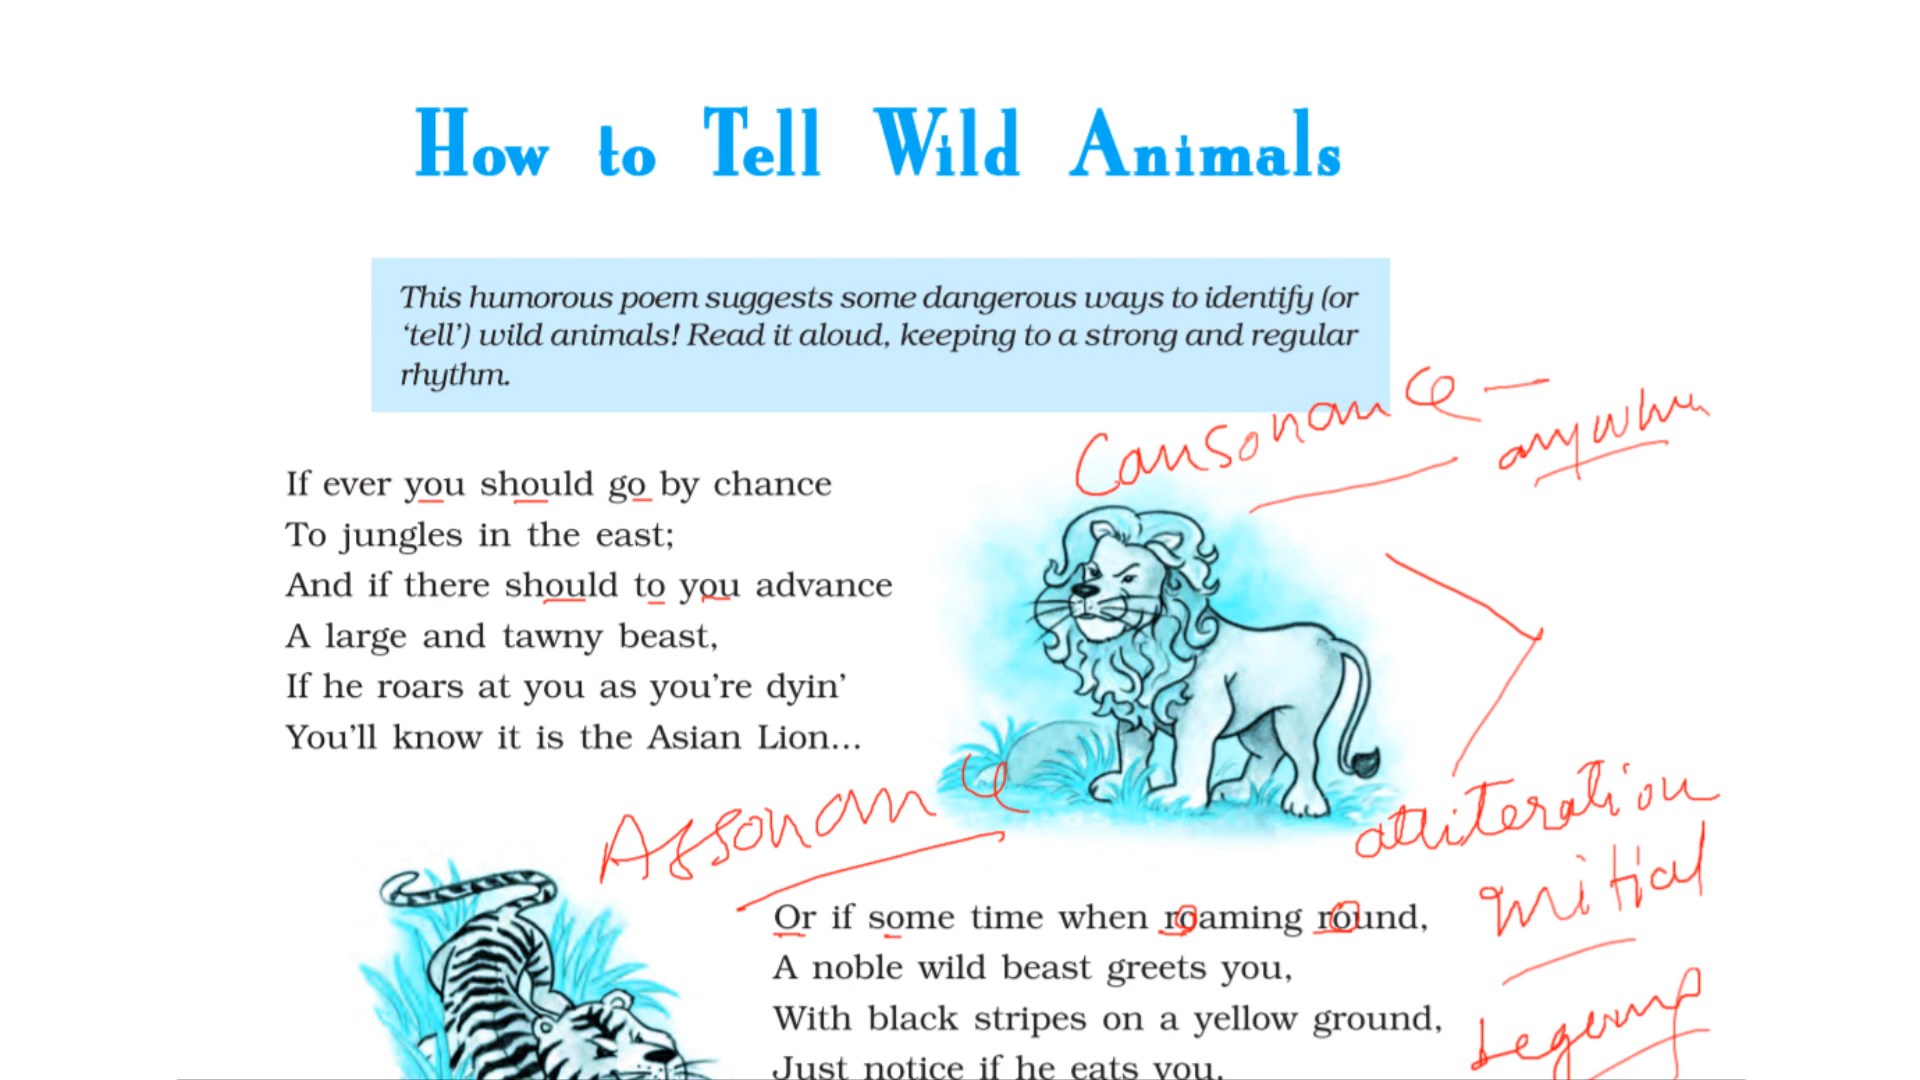 How to Tell Wild Animals
This humorous poem suggests some dangerous ways to identify (or
‘tell’) wild animals! Read it aloud, keeping to a strong and regular
rhythm.
Consonance –
anywhere
If ever you should go by chance
To jungles in the east;
And if there should to you advance
A large and tawny beast,
If he roars at you as you’re dyin’
You’ll know it is the Asian Lion...
Assonance
alliteration
initial
Or if some time when roaming round,
A noble wild beast greets you,
With black stripes on a yellow ground,
Just notice if he eats you.